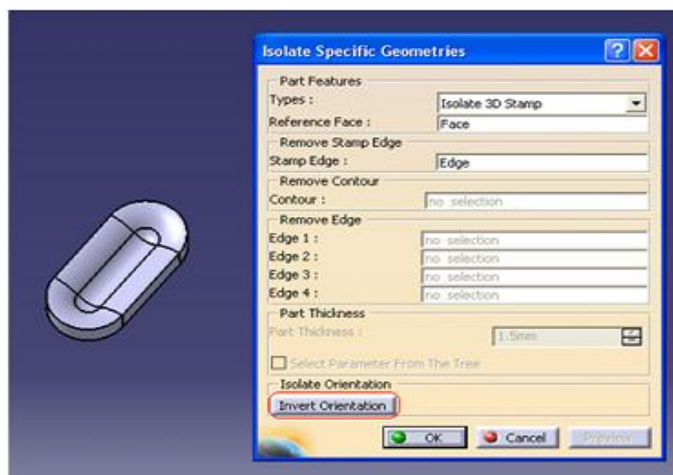 Isolate Specific Geometries
Part Features
Types : Isolate 3D Stamp
Reference Face : Face
Remove Stamp Edge
Stamp Edge : Edge
Remove Contour
Contour : no selection
Remove Edge
Edge 1 : no selection
Edge 2 : no selection
Edge 3 : no selection
Edge 4 : no selection
Part Thickness
Part Thickness : 1.5mm
Select Parameter From The Tree
Isolate Orientation
Invert Orientation
OK Cancel Preview